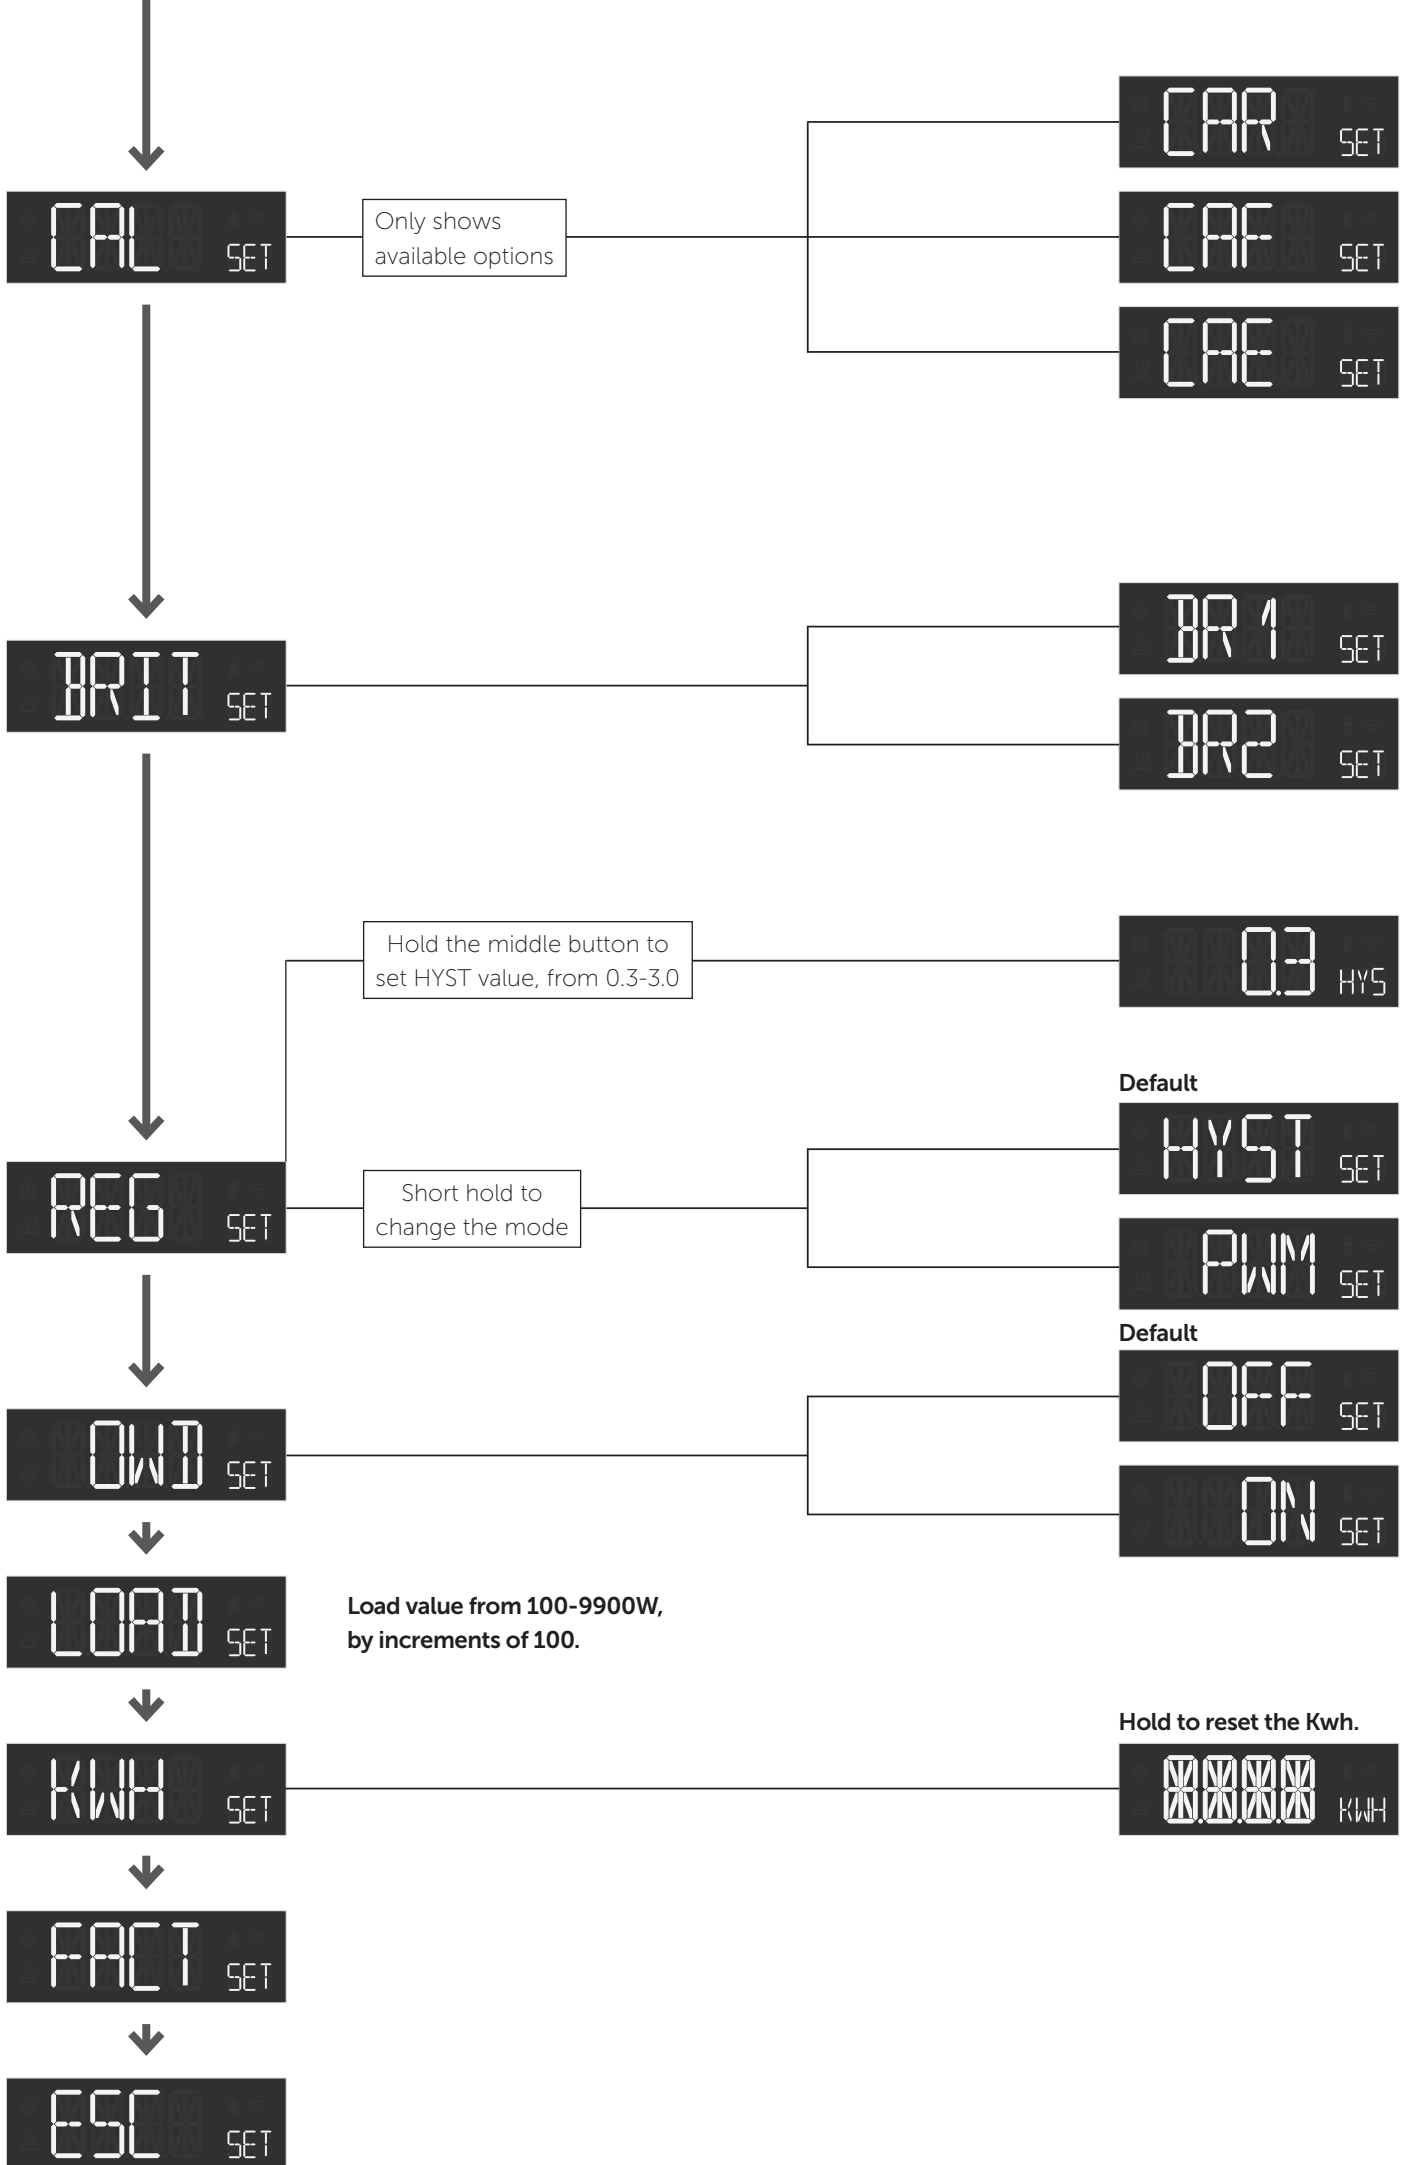 CAR SET
CAL SET
Only shows
available options
CAF SET
CAE SET
BR1 SET
BRIT SET
BR2 SET
Hold the middle button to
set HYST value, from 0.3-3.0
0.3 HYS
Default
HYST SET
REG SET
Short hold to
change the mode
PWM SET
Default
OFF SET
OWD SET
ON SET
LOAD SET
Load value from 100-9900W,
by increments of 100.
Hold to reset the Kwh.
KWH SET
KWH
FACT SET
ESC SET